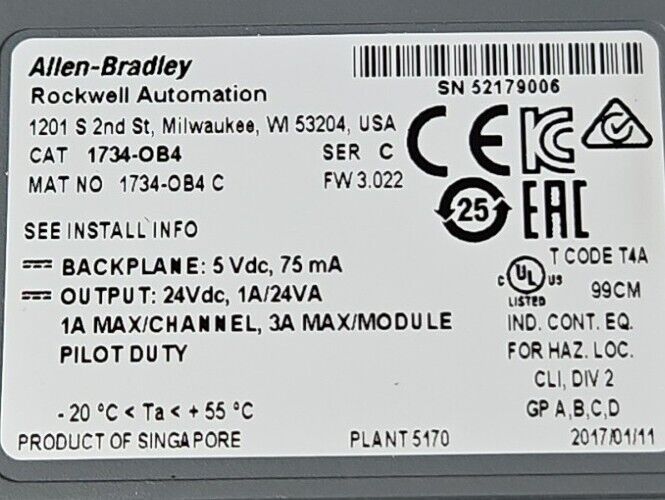 Allen-Bradley
Rockwell Automation
SN 52179006
1201 S 2nd St, Milwaukee, WI 53204, USA
CAT 1734-OB4 SER C
MAT NO 1734-OB4 C FW 3.022
CE
25 EAC
SEE INSTALL INFO
T CODE T4A
BACKPLANE: 5 Vdc, 75 mA
C UL US
LISTED
99CM
OUTPUT: 24Vdc, 1A/24VA
1A MAX/CHANNEL, 3A MAX/MODULE
IND. CONT. EQ.
PILOT DUTY
FOR HAZ. LOC.
CLI, DIV 2
- 20 °C < Ta < + 55 °C
GP A,B,C,D
PRODUCT OF SINGAPORE PLANT 5170 2017/01/11